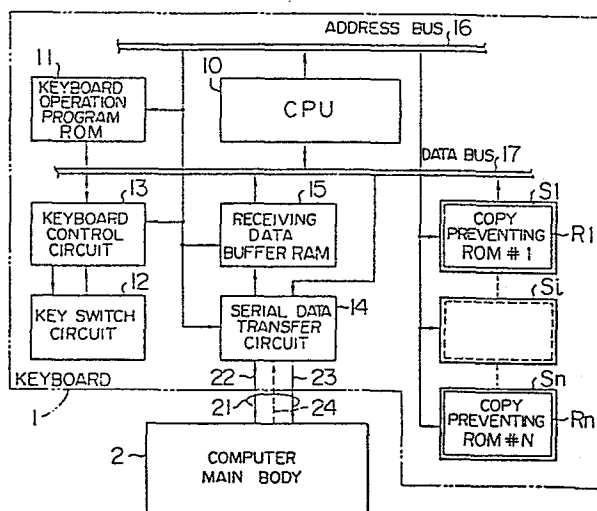 ADDRESS BUS 16
11
KEYBOARD
OPERATION
PROGRAM
ROM
10
CPU
DATA BUS 17
13
KEYBOARD
CONTROL
CIRCUIT
15
RECEIVING
DATA
BUFFER RAM
S1
COPY
PREVENTING
ROM #1
R1
12
KEY SWITCH
CIRCUIT
14
SERIAL DATA
TRANSFER
CIRCUIT
Si
22
23
KEYBOARD
1
21
24
Sn
COPY
PREVENTING
ROM #N
Rn
2
COMPUTER
MAIN BODY